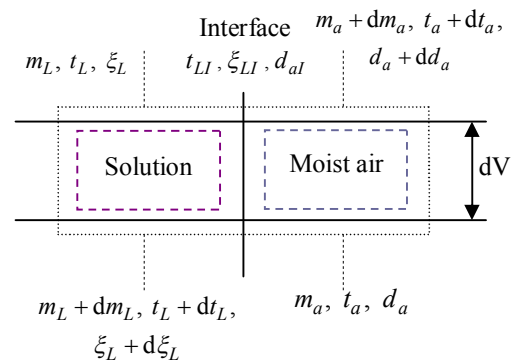 Interface
m_a + dm_a, t_a + dt_a,
d_a + dd_a
m_L, t_L, ξ_L
t_LI, ξ_LI, d_aI
Solution
Moist air
dV
m_L + dm_L, t_L + dt_L,
ξ_L + dξ_L
m_a, t_a, d_a